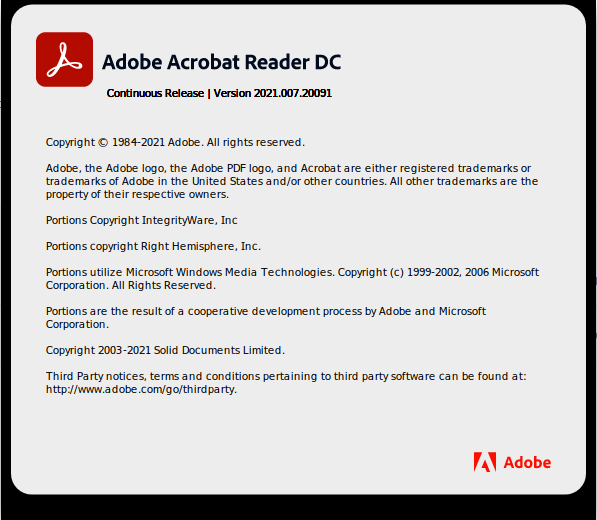 Adobe Acrobat Reader DC
Continuous Release | Version 2021.007.20091
Copyright © 1984-2021 Adobe. All rights reserved.
Adobe, the Adobe logo, the Adobe PDF logo, and Acrobat are either registered trademarks or
trademarks of Adobe in the United States and/or other countries. All other trademarks are the
property of their respective owners.
Portions Copyright IntegrityWare, Inc
Portions copyright Right Hemisphere, Inc.
Portions utilize Microsoft Windows Media Technologies. Copyright (c) 1999-2002, 2006 Microsoft
Corporation. All Rights Reserved.
Portions are the result of a cooperative development process by Adobe and Microsoft
Corporation.
Copyright 2003-2021 Solid Documents Limited.
Third Party notices, terms and conditions pertaining to third party software can be found at:
http://www.adobe.com/go/thirdparty.
Adobe